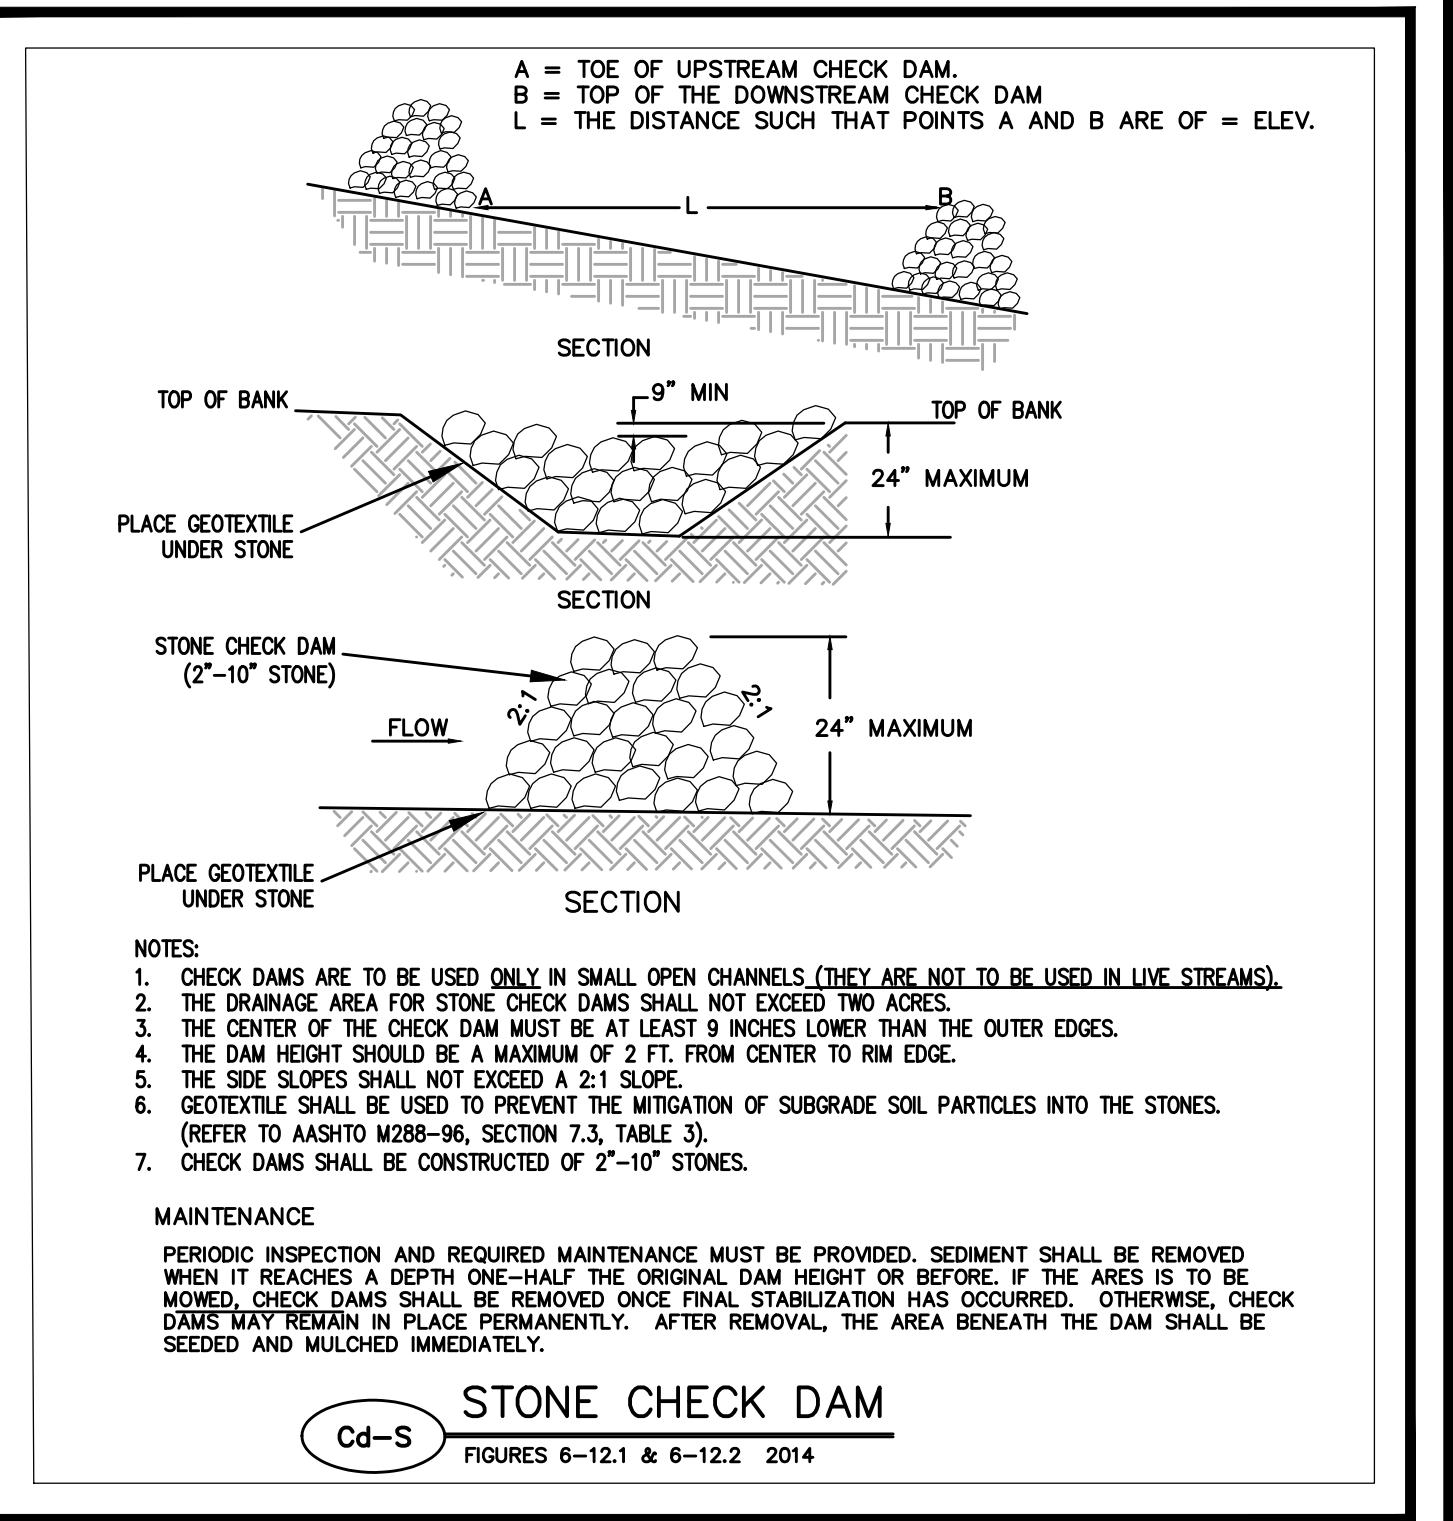 A = TOE OF UPSTREAM CHECK DAM.
B = TOP OF THE DOWNSTREAM CHECK DAM
L = THE DISTANCE SUCH THAT POINTS A AND B ARE OF = ELEV.
A
L
B
SECTION
9" MIN
TOP OF BANK
TOP OF BANK
24" MAXIMUM
PLACE GEOTEXTILE
UNDER STONE
SECTION
STONE CHECK DAM
(2"-10" STONE)
2:1
2:1
FLOW
24" MAXIMUM
PLACE GEOTEXTILE
UNDER STONE
SECTION
NOTES:
1. CHECK DAMS ARE TO BE USED ONLY IN SMALL OPEN CHANNELS (THEY ARE NOT TO BE USED IN LIVE STREAMS).
2. THE DRAINAGE AREA FOR STONE CHECK DAMS SHALL NOT EXCEED TWO ACRES.
3. THE CENTER OF THE CHECK DAM MUST BE AT LEAST 9 INCHES LOWER THAN THE OUTER EDGES.
4. THE DAM HEIGHT SHOULD BE A MAXIMUM OF 2 FT. FROM CENTER TO RIM EDGE.
5. THE SIDE SLOPES SHALL NOT EXCEED A 2:1 SLOPE.
6. GEOTEXTILE SHALL BE USED TO PREVENT THE MITIGATION OF SUBGRADE SOIL PARTICLES INTO THE STONES.
(REFER TO AASHTO M288-96, SECTION 7.3, TABLE 3).
7. CHECK DAMS SHALL BE CONSTRUCTED OF 2"-10" STONES.
MAINTENANCE
PERIODIC INSPECTION AND REQUIRED MAINTENANCE MUST BE PROVIDED. SEDIMENT SHALL BE REMOVED
WHEN IT REACHES A DEPTH ONE-HALF THE ORIGINAL DAM HEIGHT OR BEFORE. IF THE ARES IS TO BE
MOWED, CHECK DAMS SHALL BE REMOVED ONCE FINAL STABILIZATION HAS OCCURRED. OTHERWISE, CHECK
DAMS MAY REMAIN IN PLACE PERMANENTLY. AFTER REMOVAL, THE AREA BENEATH THE DAM SHALL BE
SEEDED AND MULCHED IMMEDIATELY.
STONE CHECK DAM
Cd-S
FIGURES 6-12.1 & 6-12.2 2014